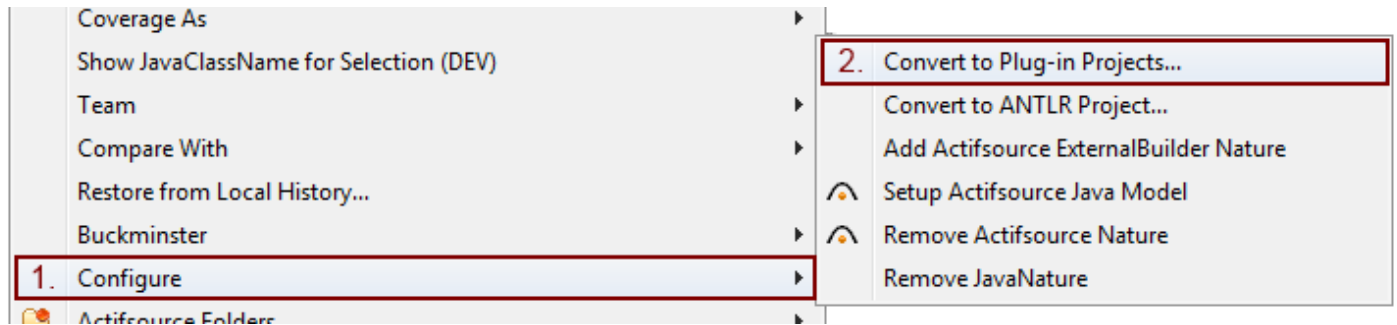 Coverage As
Show JavaClassName for Selection (DEV)
Team
Compare With
Restore from Local History...
Buckminster
1. Configure
Actifsource Folders
2. Convert to Plug-in Projects...
Convert to ANTLR Project...
Add Actifsource ExternalBuilder Nature
Setup Actifsource Java Model
Remove Actifsource Nature
Remove JavaNature